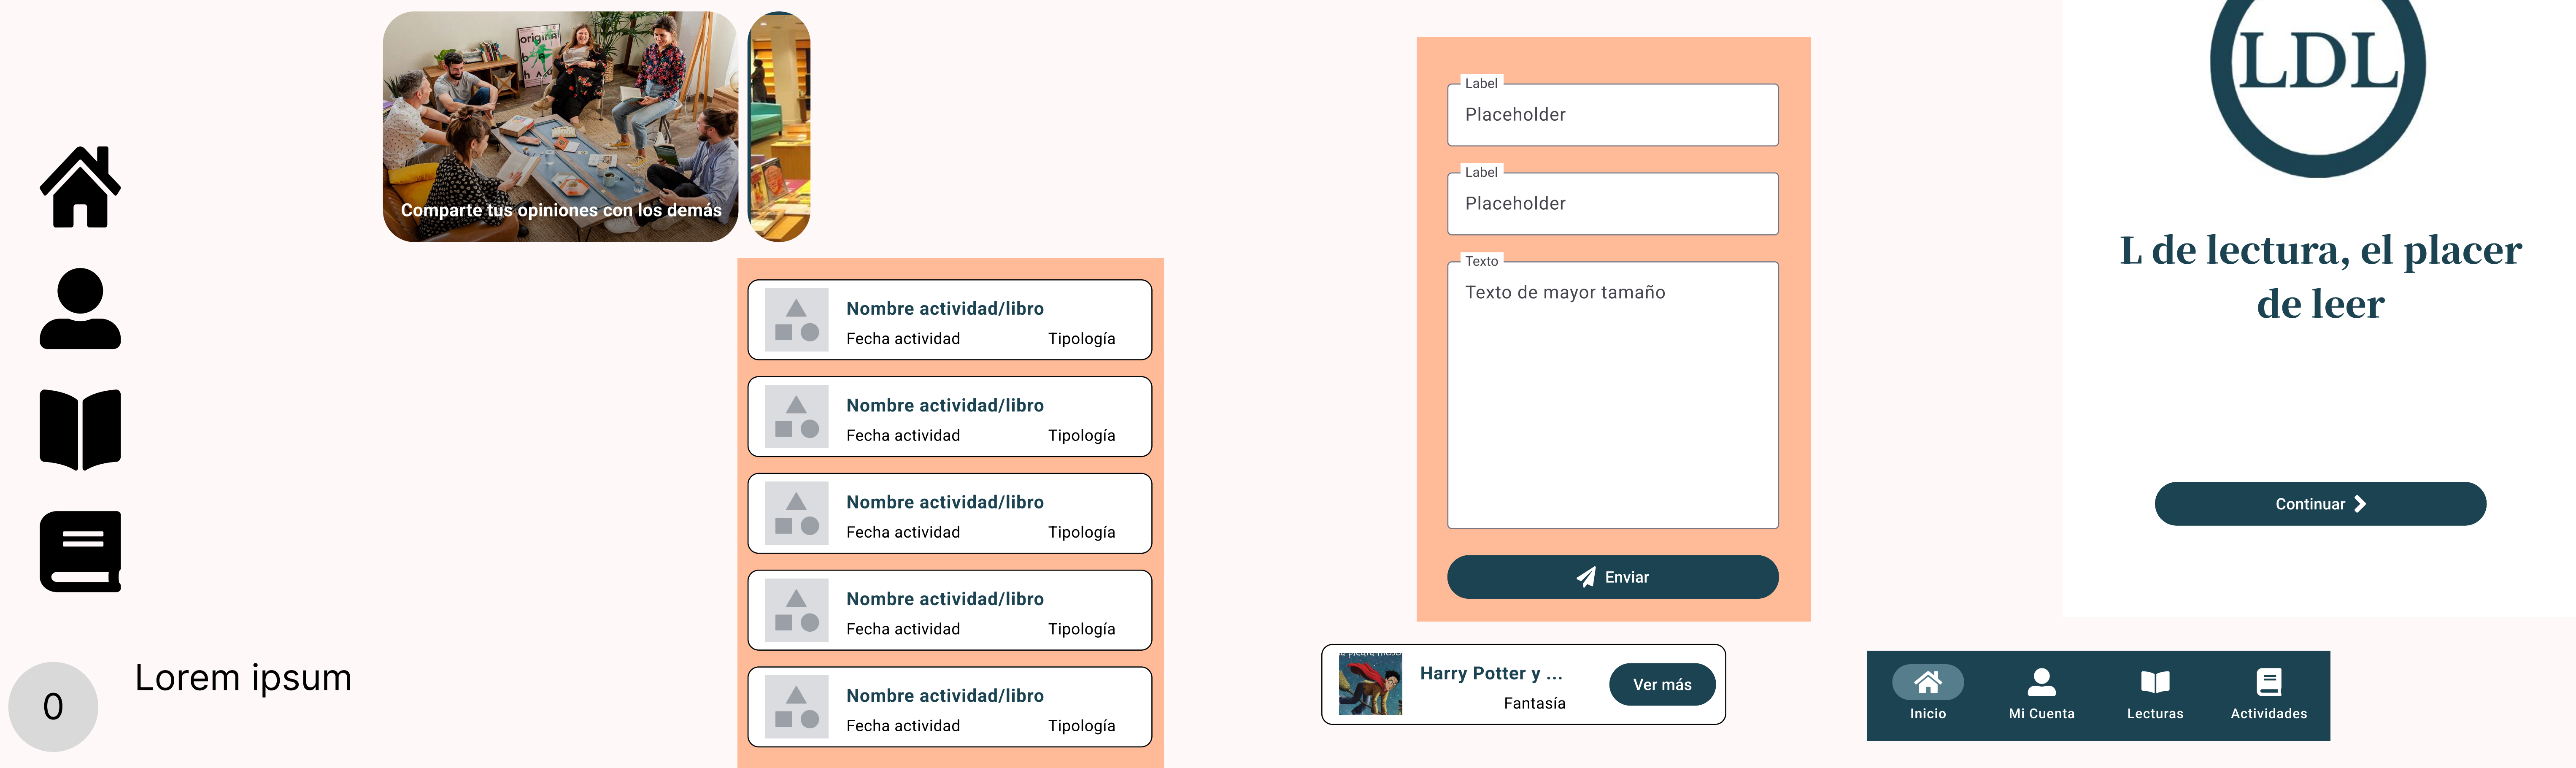 original
Comparte tus opiniones con los demás
0
Lorem ipsum
Nombre actividad/libro
Fecha actividad Tipología
Nombre actividad/libro
Fecha actividad Tipología
Nombre actividad/libro
Fecha actividad Tipología
Nombre actividad/libro
Fecha actividad Tipología
Nombre actividad/libro
Fecha actividad Tipología
Label
Placeholder
Label
Placeholder
Texto
Texto de mayor tamaño
Enviar
Harry Potter y ...
Fantasía
Ver más
LDL
L de lectura, el placer
de leer
Continuar
Inicio Mi Cuenta Lecturas Actividades